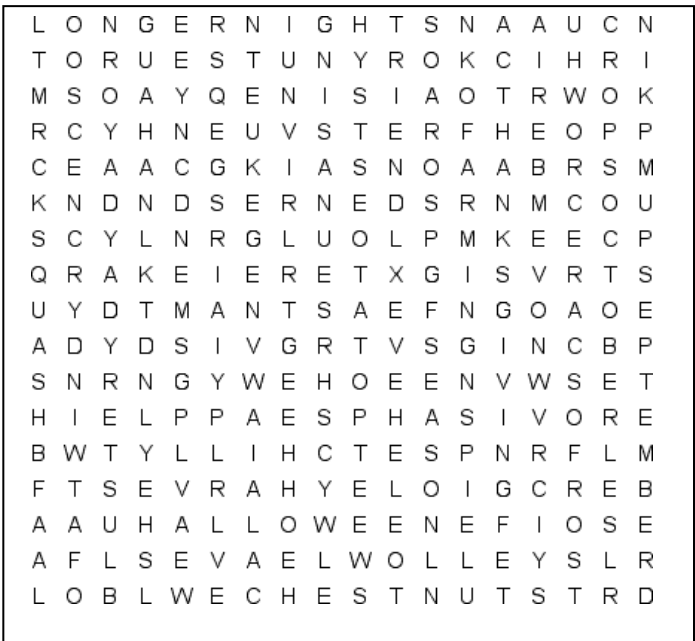 L O N G E R N I G H T S N A A U C N
T O R U E S T U N Y R O K C I H R I
M S O A Y Q E N I S I A O T R W O K
R C Y H N E U V S T E R F H E O P P
C E A A C G K I A S N O A A B R S M
K N D N D S E R N E D S R N M C O U
S C Y L N R G L U O L P M K E E C P
Q R A K E I E R E T X G I S V R T S
U Y D T M A N T S A E F N G O A O E
A D Y D S I V G R T V S G I N C B P
S N R N G Y W E H O E E N V W S E T
H I E L P P A E S P H A S I V O R E
B W T Y L L I H C T E S P N R F L M
F T S E V R A H Y E L O I G C R E B
A A U H A L L O W E E N E F I O S E
A F L S E V A E L W O L L E Y S L R
L O B L W E C H E S T N U T S T R D